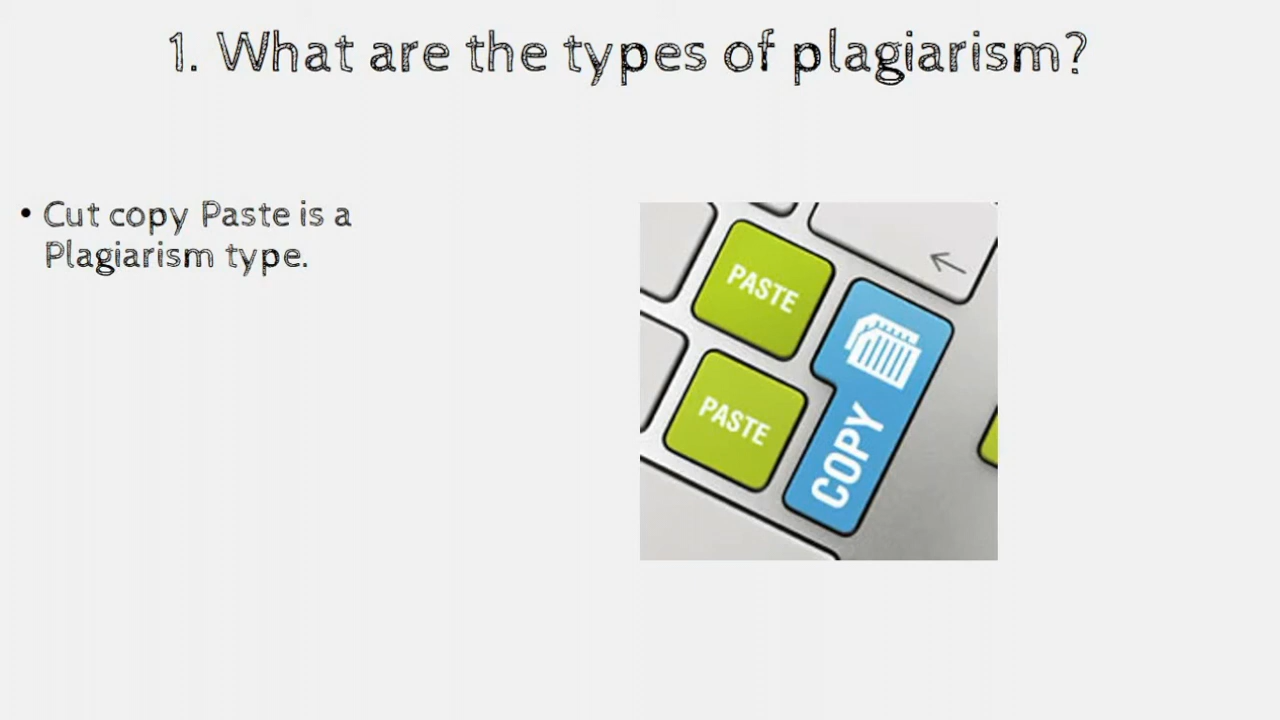 1. What are the types of plagiarism?
• Cut copy Paste is a
Plagiarism type.
PASTE
PASTE
COPY